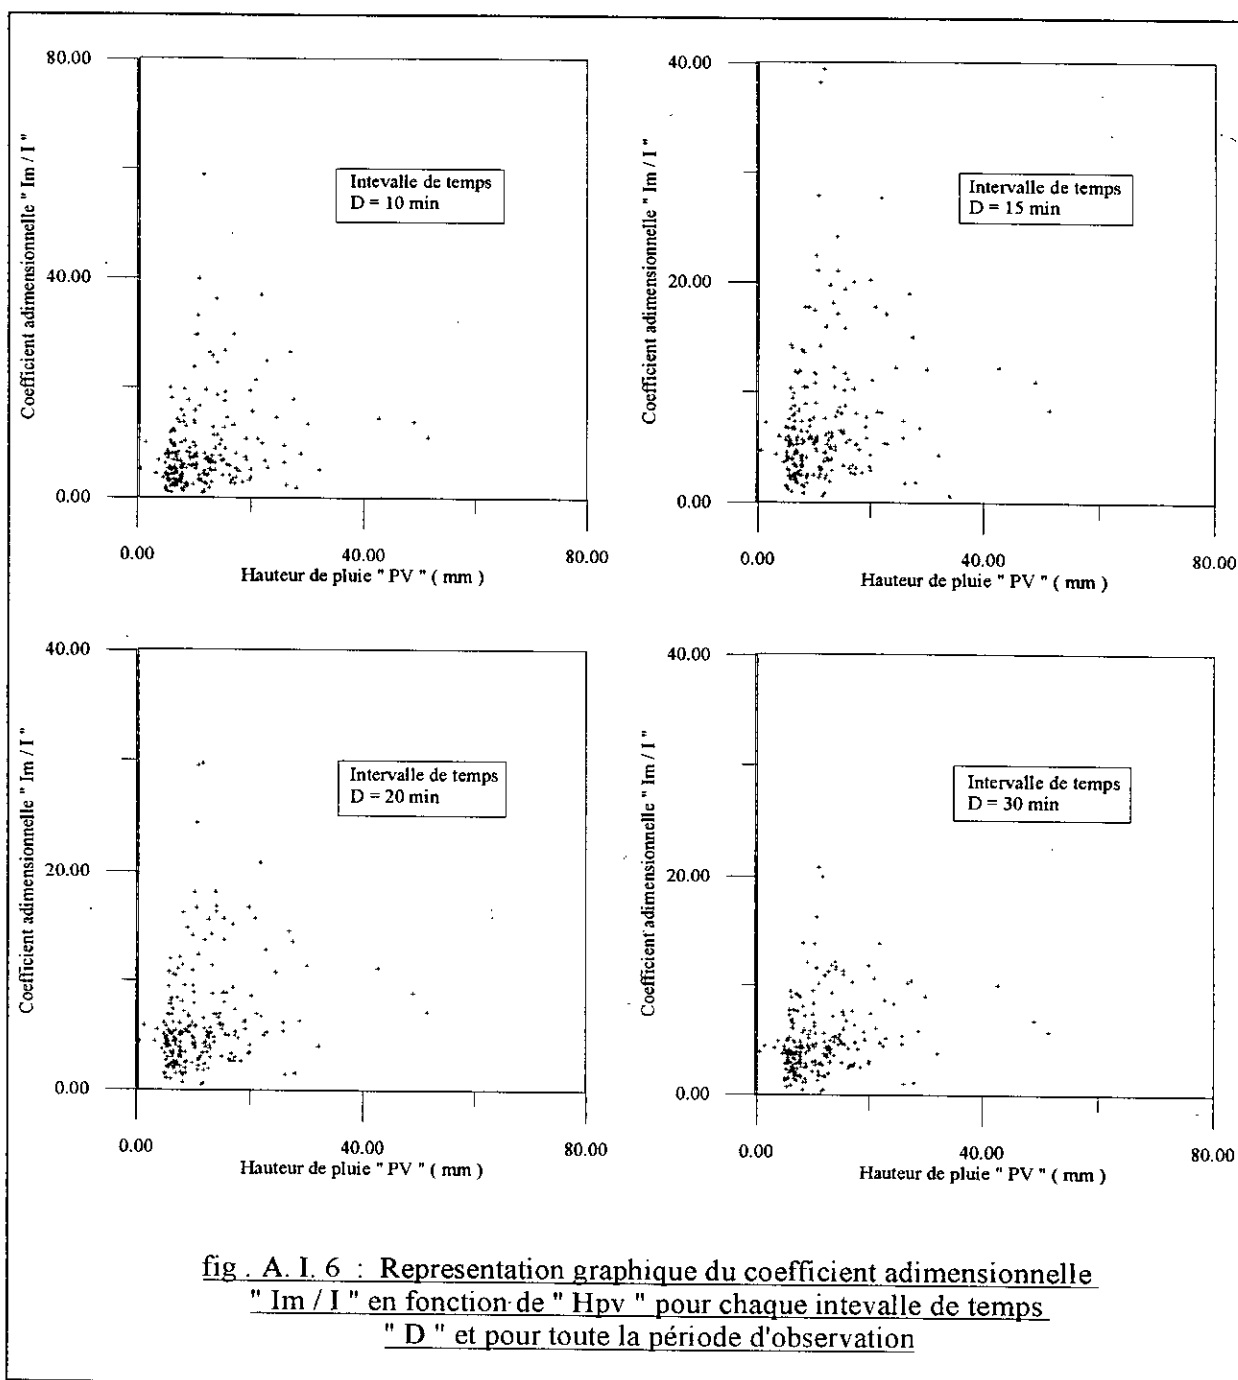 80.00
Coefficient adimensionnelle " Im / I "
Intevalle de temps
D = 10 min
40.00
0.00
0.00
40.00
80.00
Hauteur de pluie " PV " ( mm )
40.00
Coefficient adimensionnelle " Im / I "
Intervalle de temps
D = 15 min
20.00
0.00
0.00
40.00
80.00
Hauteur de pluie " PV " ( mm )
40.00
Coefficient adimensionnelle " Im / I "
Intervalle de temps
D = 20 min
20.00
0.00
0.00
40.00
80.00
Hauteur de pluie " PV " ( mm )
40.00
Coefficient adimensionnelle " Im / I "
Intervalle de temps
D = 30 min
20.00
0.00
0.00
40.00
80.00
Hauteur de pluie " PV " ( mm )
fig . A. I. 6 : Representation graphique du coefficient adimensionnelle
" Im / I " en fonction de " Hpv " pour chaque intevalle de temps
" D " et pour toute la période d'observation